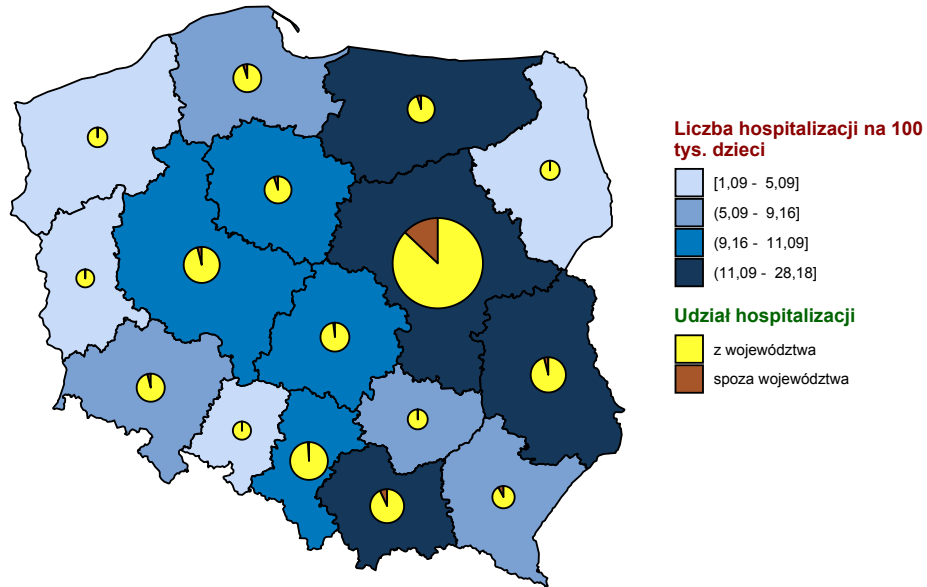 Liczba hospitalizacji na 100
tys. dzieci
[1,09 - 5,09]
(5,09 - 9,16]
(9,16 - 11,09]
(11,09 - 28,18]
Udział hospitalizacji
z województwa
spoza województwa